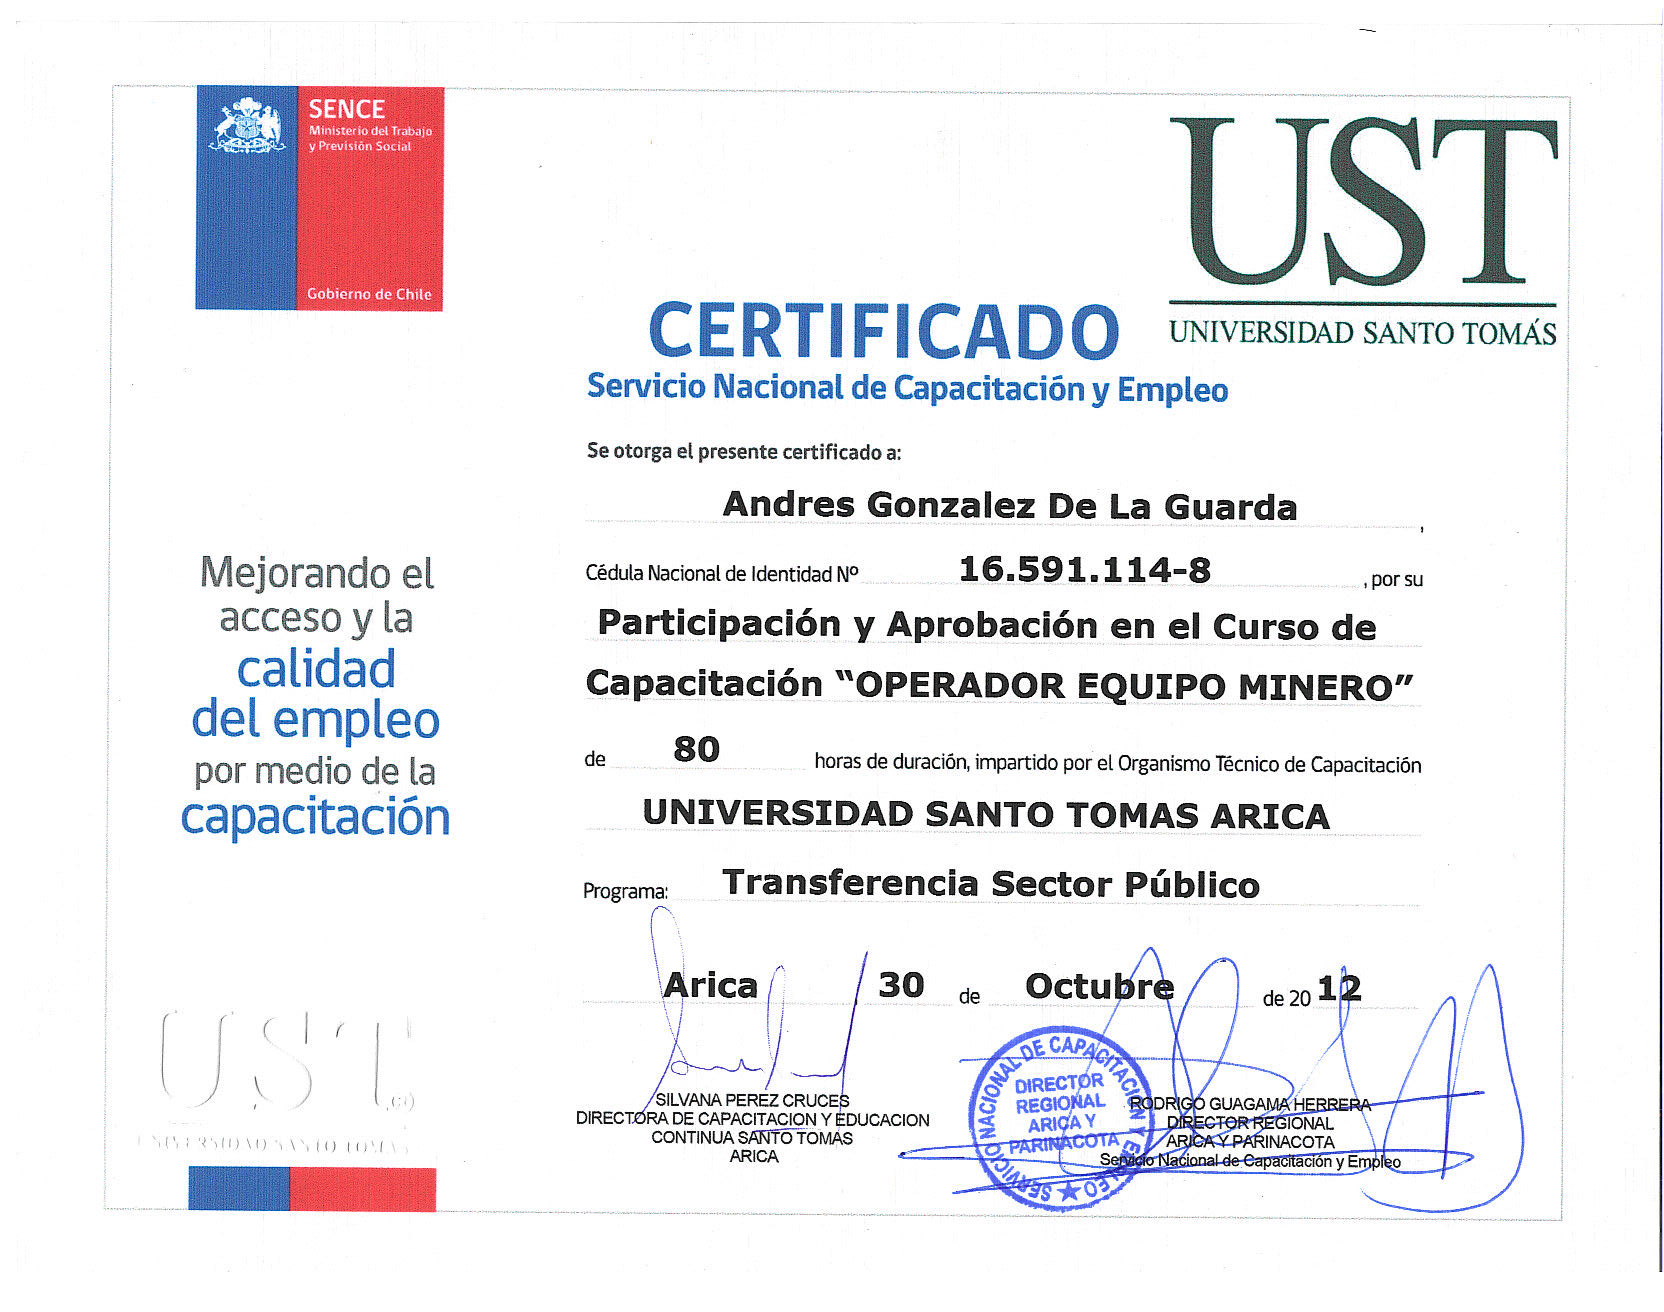 SENCE
Ministerio del Trabajo
y Previsión Social
Gobierno de Chile
UST
UNIVERSIDAD SANTO TOMÁS
CERTIFICADO
Servicio Nacional de Capacitación y Empleo
Se otorga el presente certificado a:
Andres Gonzalez De La Guarda,
Cédula Nacional de Identidad Nº 16.591.114-8, por su
Participación y Aprobación en el Curso de
Capacitación “OPERADOR EQUIPO MINERO”
de 80 horas de duración, impartido por el Organismo Técnico de Capacitación
UNIVERSIDAD SANTO TOMAS ARICA
Programa: Transferencia Sector Público
Arica 30 de Octubre de 2012
Mejorando el
acceso y la
calidad
del empleo
por medio de la
capacitación
UST
UNIVERSIDAD SANTO TOMAS
SILVANA PEREZ CRUCES
DIRECTORA DE CAPACITACION Y EDUCACION
CONTINUA SANTO TOMAS
ARICA
SERVICIO NACIONAL DE CAPACITACION Y EMPLEO
DIRECTOR
REGIONAL
ARICA Y
PARINACOTA
RODRIGO GUAGAMA HERRERA
DIRECTOR REGIONAL
ARICA Y PARINACOTA
Servicio Nacional de Capacitación y Empleo